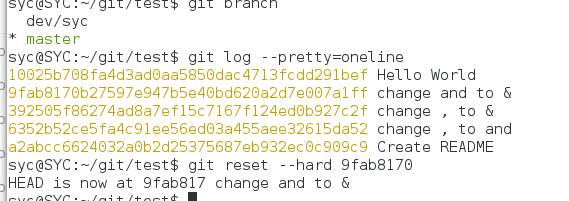 syc@SYC:~/git/test$ git branch
  dev/syc
* master
syc@SYC:~/git/test$ git log --pretty=oneline
10025b708fa4d3ad0aa5850dac4713fcdd291bef Hello World
9fab8170b27597e947b5e40bd620a2d7e007a1ff change and to &
392505f86274ad8a7ef15c7167f124ed0b927c2f change , to &
6352b52ce5fa4c91ee56ed03a455aee32615da52 change , to and
a2abcc6624032a0b2d25375687eb932ec0c909c9 Create README
syc@SYC:~/git/test$ git reset --hard 9fab8170
HEAD is now at 9fab817 change and to &
syc@SYC:~/git/test$